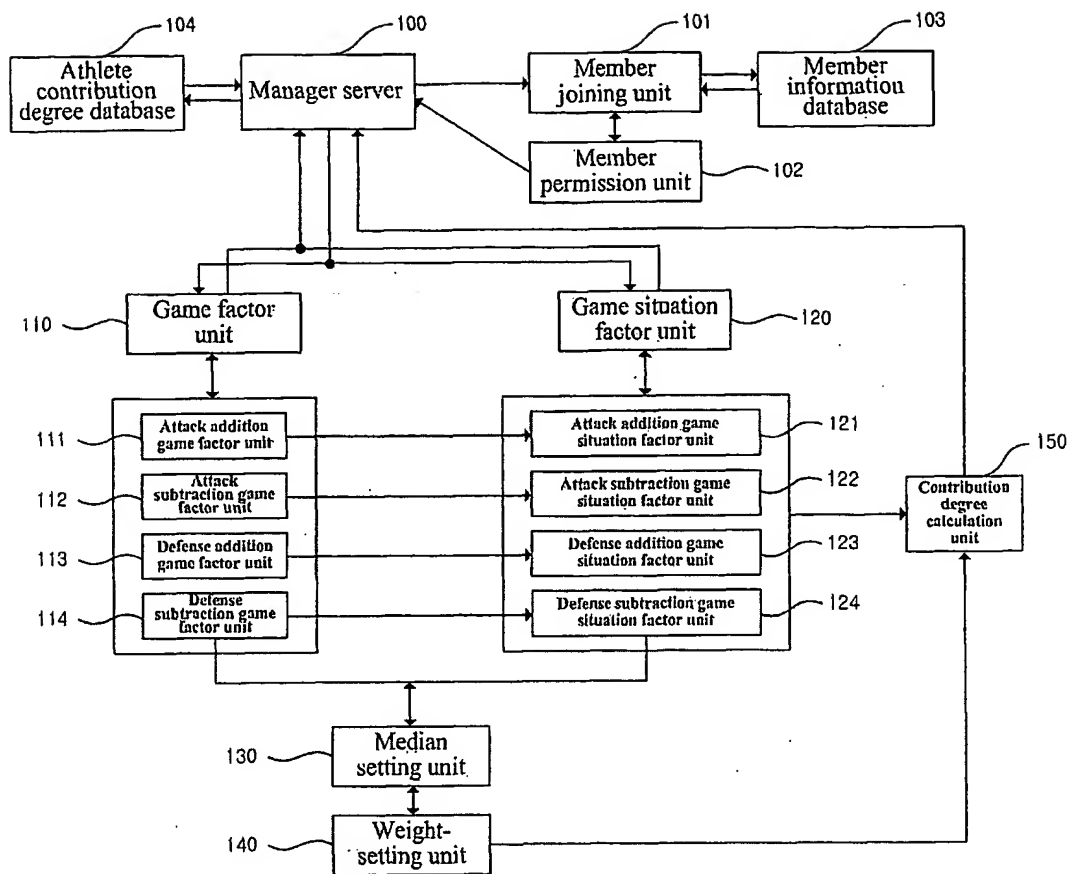 104
100
101
103
Athlete
contribution
degree database
Manager server
Member
joining unit
Member
information
database
Member
permission unit
102
110
Game factor
unit
Game situation
factor unit
120
111
Attack addition
game factor unit
Attack addition game
situation factor unit
121
112
Attack
subtraction game
factor unit
Attack subtraction game
situation factor unit
122
113
Defense addition
game factor unit
Defense addition game
situation factor unit
123
114
Defense
subtraction game
factor unit
Defense subtraction game
situation factor unit
124
150
Contribution
degree
calculation
unit
130
Median
setting unit
140
Weight-
setting unit